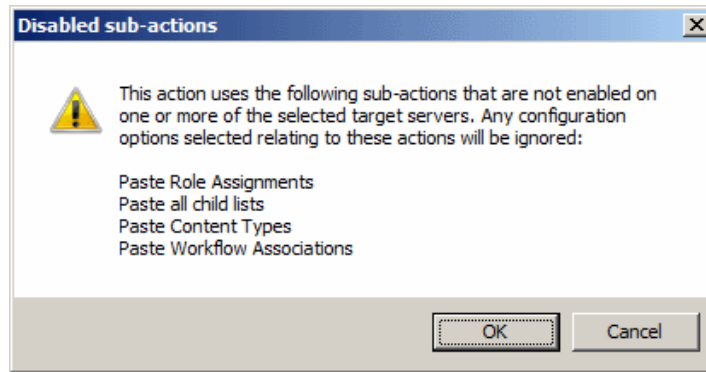 Disabled sub-actions
This action uses the following sub-actions that are not enabled on
one or more of the selected target servers. Any configuration
options selected relating to these actions will be ignored:
Paste Role Assignments
Paste all child lists
Paste Content Types
Paste Workflow Associations
OK
Cancel